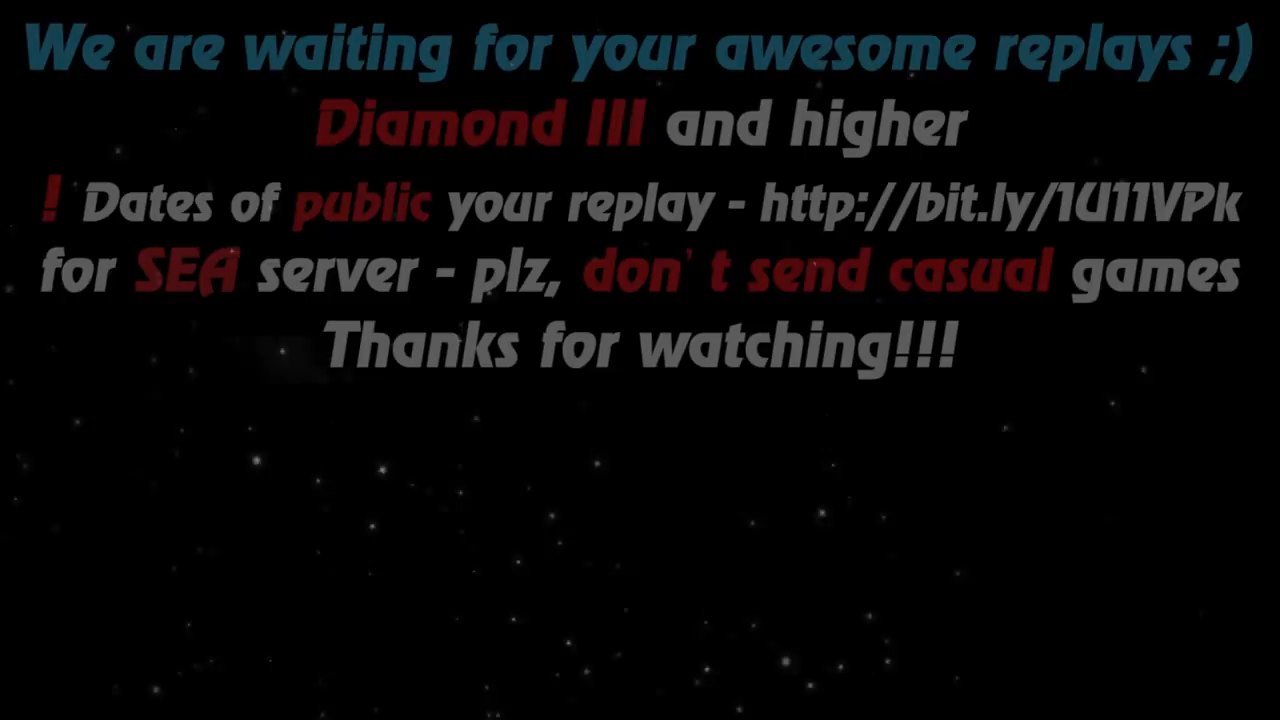 We are waiting for your awesome replays ;)
Diamond III and higher
! Dates of public your replay - http://bit.ly/1U11VPk
for SEA server - plz, don't send casual games
Thanks for watching!!!